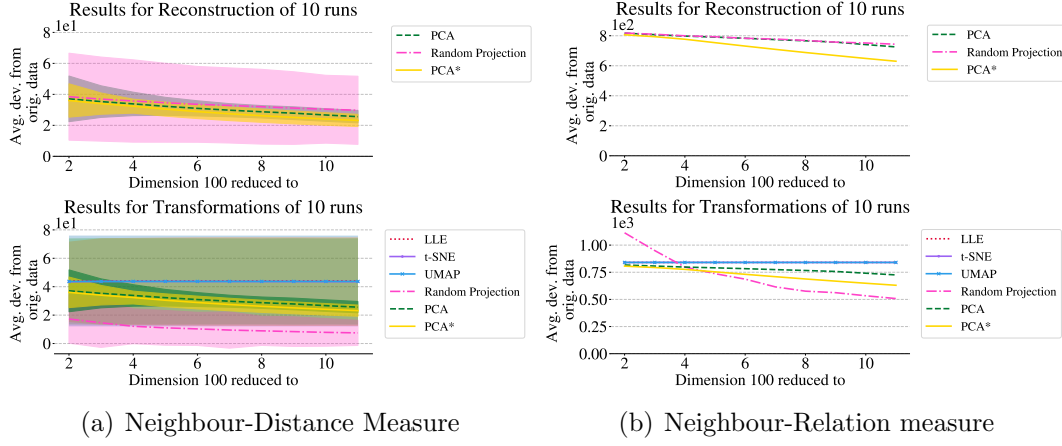 Results for Reconstruction of 10 runs
8 1e1
6
4
2
0
2 4 6 8 10
Dimension 100 reduced to
Avg. dev. from
orig. data
PCA
Random Projection
PCA*
Results for Reconstruction of 10 runs
1e2
8
6
4
2
0
2 4 6 8 10
Dimension 100 reduced to
Avg. dev. from
orig. data
PCA
Random Projection
PCA*
Results for Transformations of 10 runs
8 1e1
6
4
2
0
2 4 6 8 10
Dimension 100 reduced to
Avg. dev. from
orig. data
LLE
t-SNE
UMAP
Random Projection
PCA
PCA*
Results for Transformations of 10 runs
1e3
1.00
0.75
0.50
0.25
0.00
2 4 6 8 10
Dimension 100 reduced to
Avg. dev. from
orig. data
LLE
t-SNE
UMAP
Random Projection
PCA
PCA*
(a) Neighbour-Distance Measure
(b) Neighbour-Relation measure